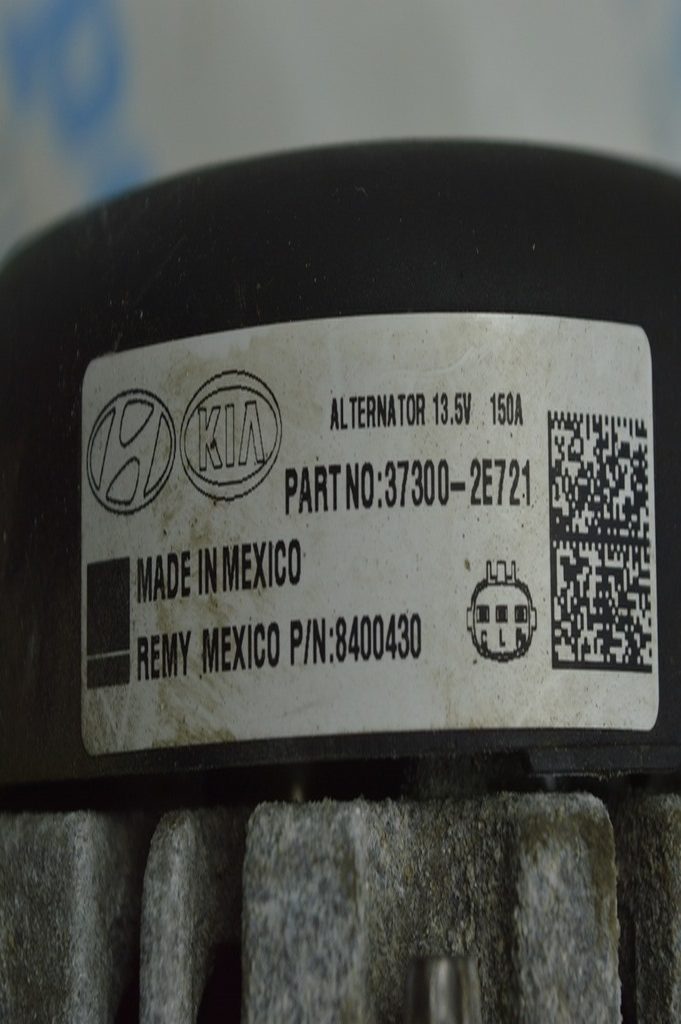 KIA
ALTERNATOR 13.5V 150A
PART NO:37300-2E721
MADE IN MEXICO
REMY MEXICO P/N:8400430